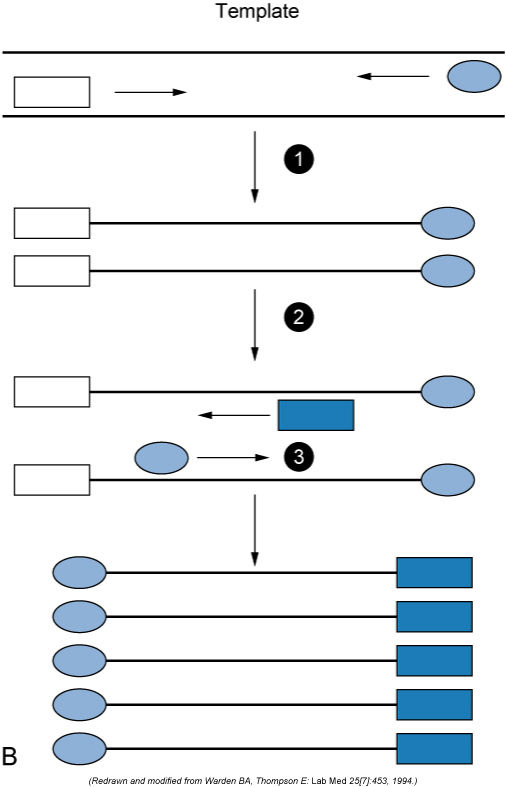 Template
1
2
3
B
(Redrawn and modified from Warden BA, Thompson E: Lab Med 25[7]:453, 1994.)